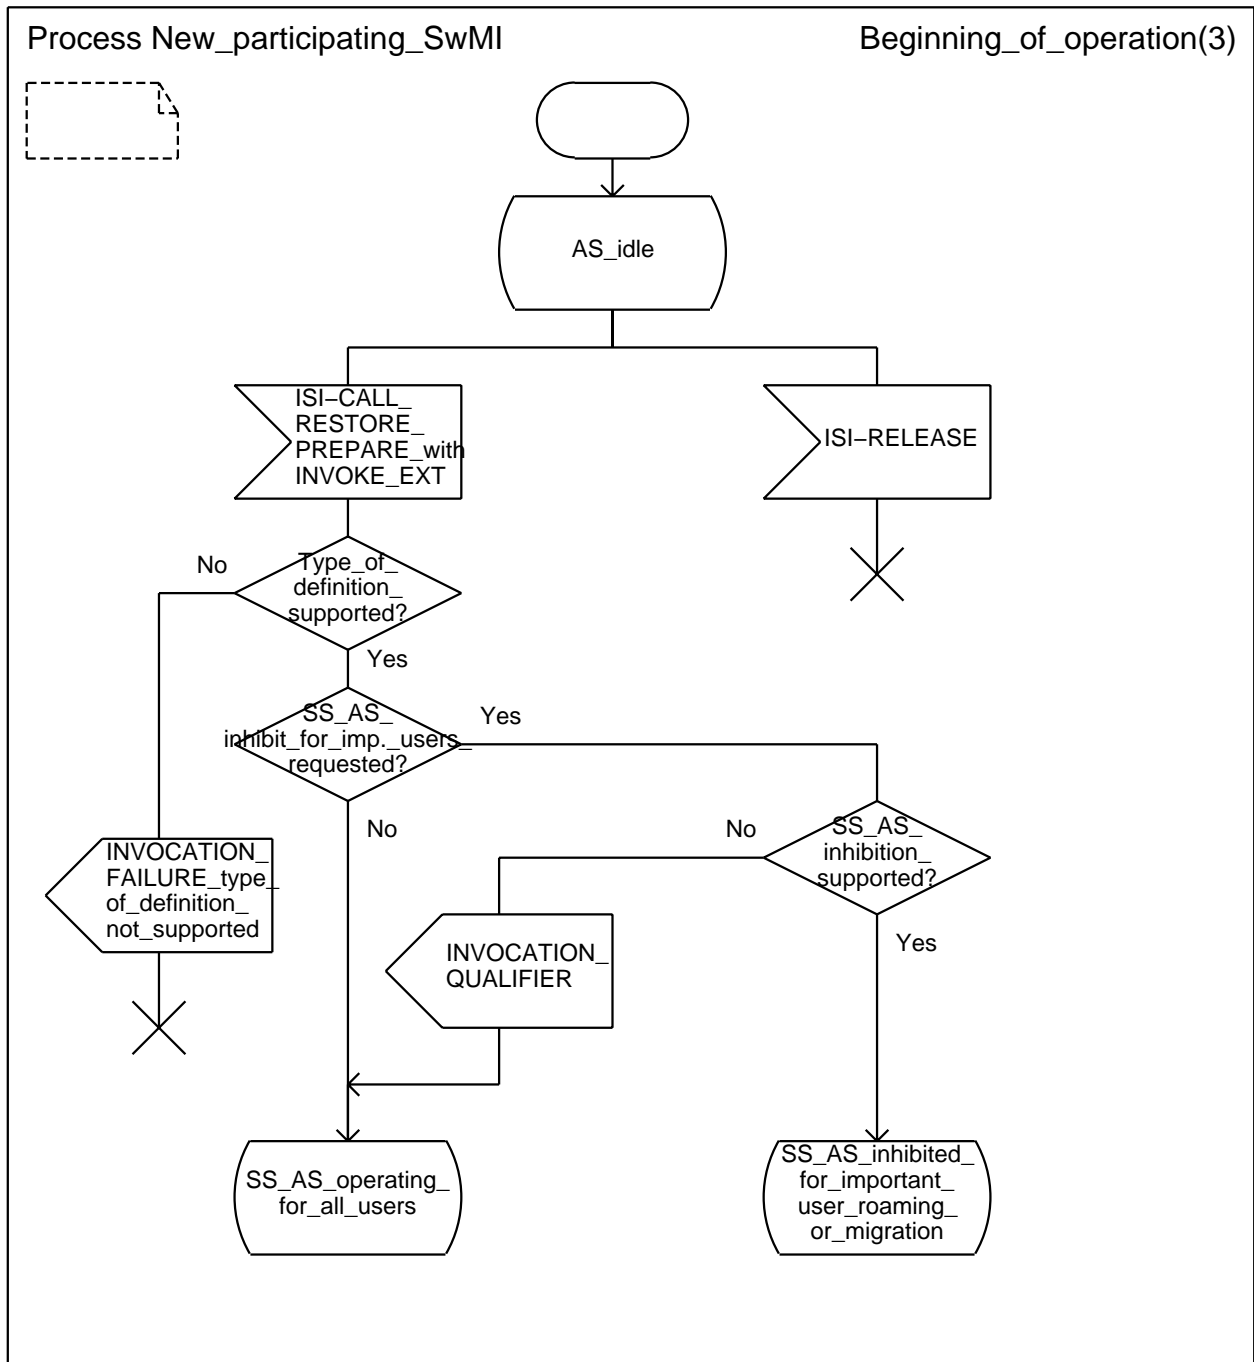 Process New_participating_SwMI
Beginning_of_operation(3)
AS_idle
ISI−CALL_
RESTORE_
PREPARE_with
INVOKE_EXT
ISI−RELEASE
No
Type_of_
definition_
supported?
Yes
SS_AS_
inhibit_for_imp._users_
requested?
Yes
No
No
SS_AS_
inhibition_
supported?
INVOCATION_
FAILURE_type_
of_definition_
not_supported
INVOCATION_
QUALIFIER
Yes
SS_AS_operating_
for_all_users
SS_AS_inhibited_
for_important_
user_roaming_
or_migration